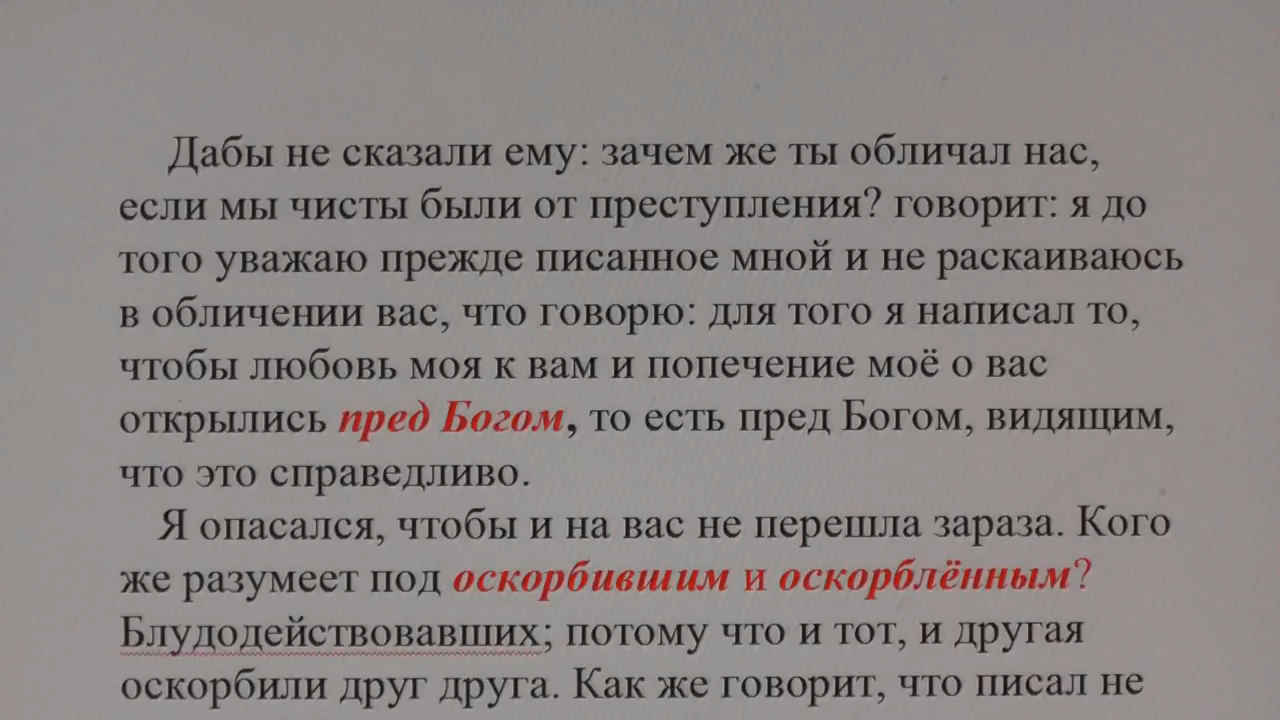 Дабы не сказали ему: зачем же ты обличал нас,
если мы чисты были от преступления? говорит: я до
того уважаю прежде писанное мной и не раскаиваюсь
в обличении вас, что говорю: для того я написал то,
чтобы любовь моя к вам и попечение моё о вас
открылись пред Богом, то есть пред Богом, видящим,
что это справедливо.
Я опасался, чтобы и на вас не перешла зараза. Кого
же разумеет под оскорбившим и оскорблённым?
Блудодействовавших; потому что и тот, и другая
оскорбили друг друга. Как же говорит, что писал не